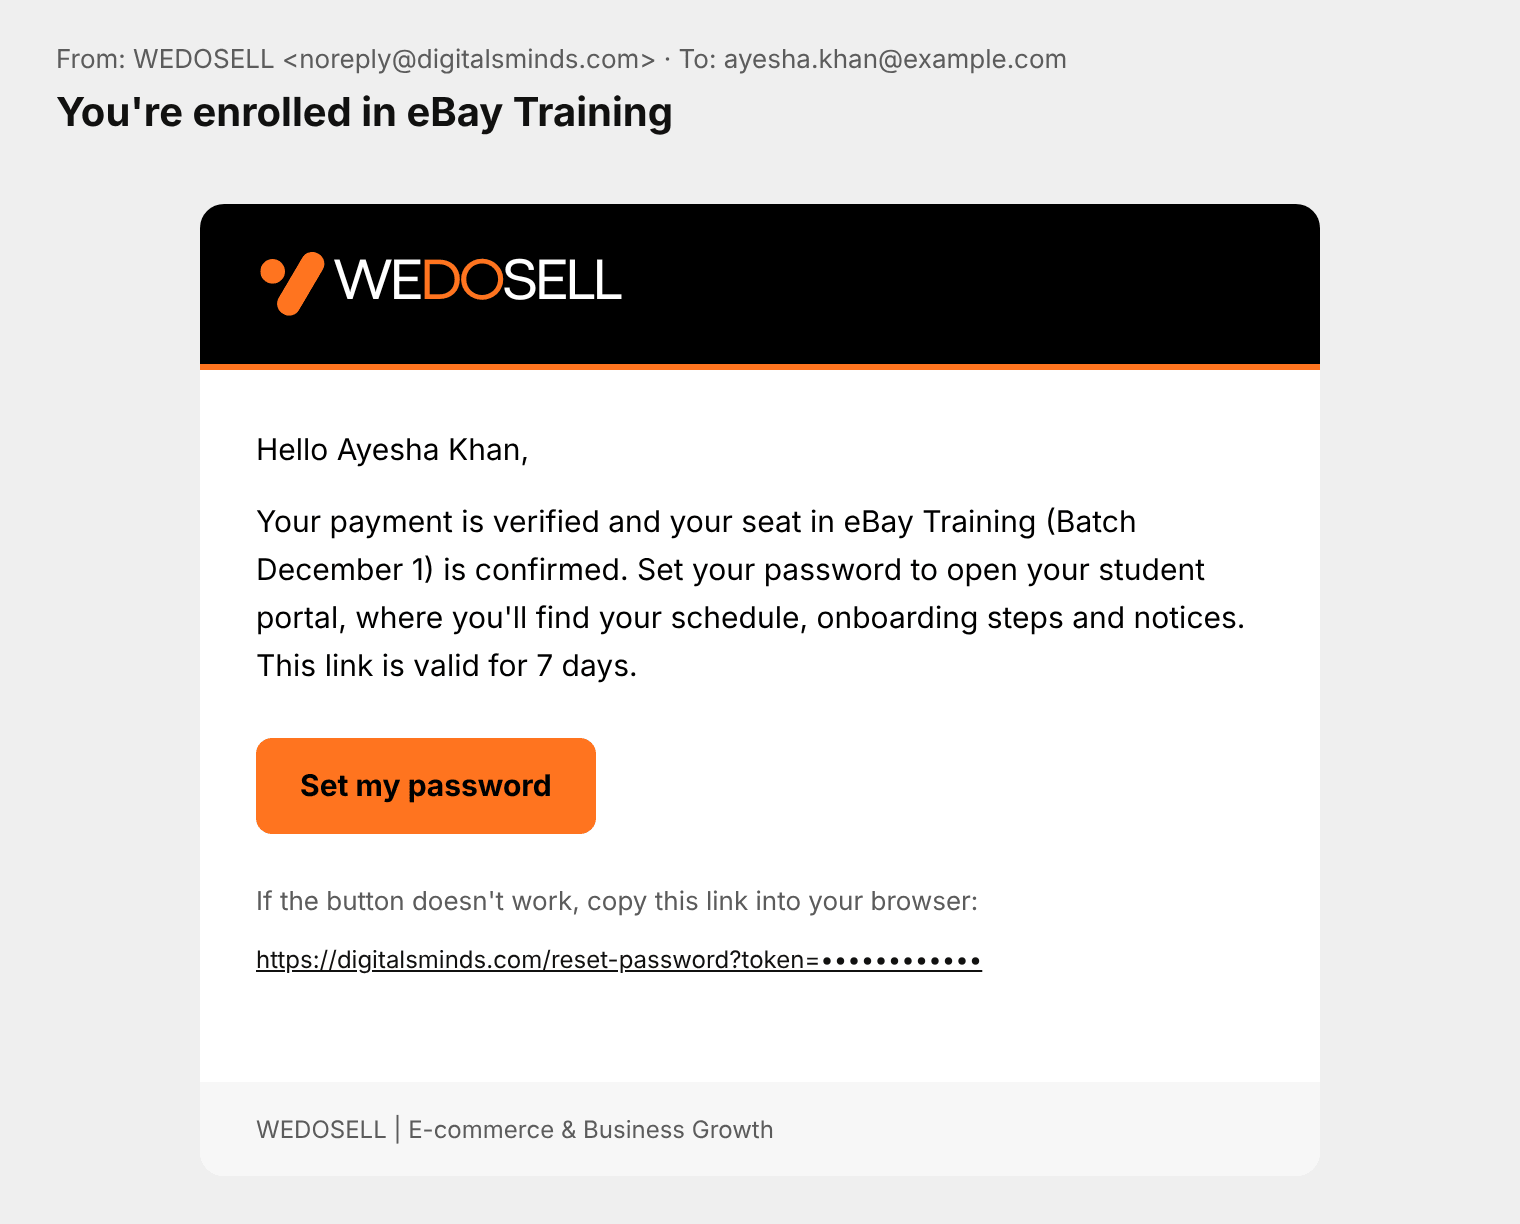 From: WEDOSELL <noreply@digitalsminds.com> · To: ayesha.khan@example.com
You're enrolled in eBay Training
WEDOSELL
Hello Ayesha Khan,
Your payment is verified and your seat in eBay Training (Batch
December 1) is confirmed. Set your password to open your student
portal, where you'll find your schedule, onboarding steps and notices.
This link is valid for 7 days.
Set my password
If the button doesn't work, copy this link into your browser:
https://digitalsminds.com/reset-password?token=••••••••••••
WEDOSELL | E-commerce & Business Growth